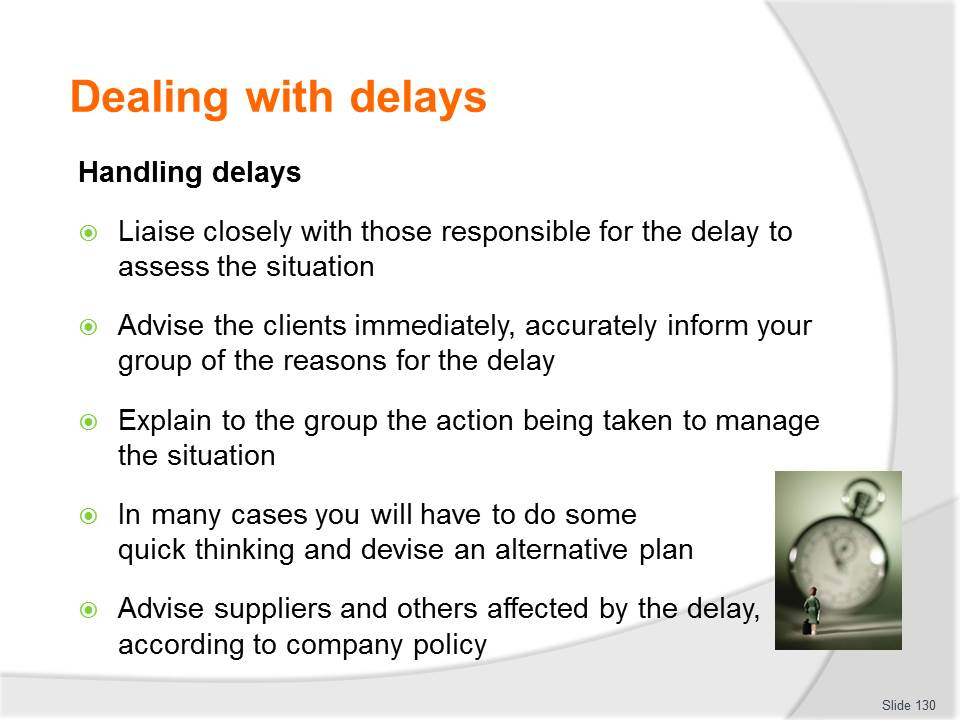 Dealing with delays
Handling delays
Liaise closely with those responsible for the delay to
assess the situation
Advise the clients immediately, accurately inform your
group of the reasons for the delay
Explain to the group the action being taken to manage
the situation
In many cases you will have to do some
quick thinking and devise an alternative plan
Advise suppliers and others affected by the delay,
according to company policy
Slide 130